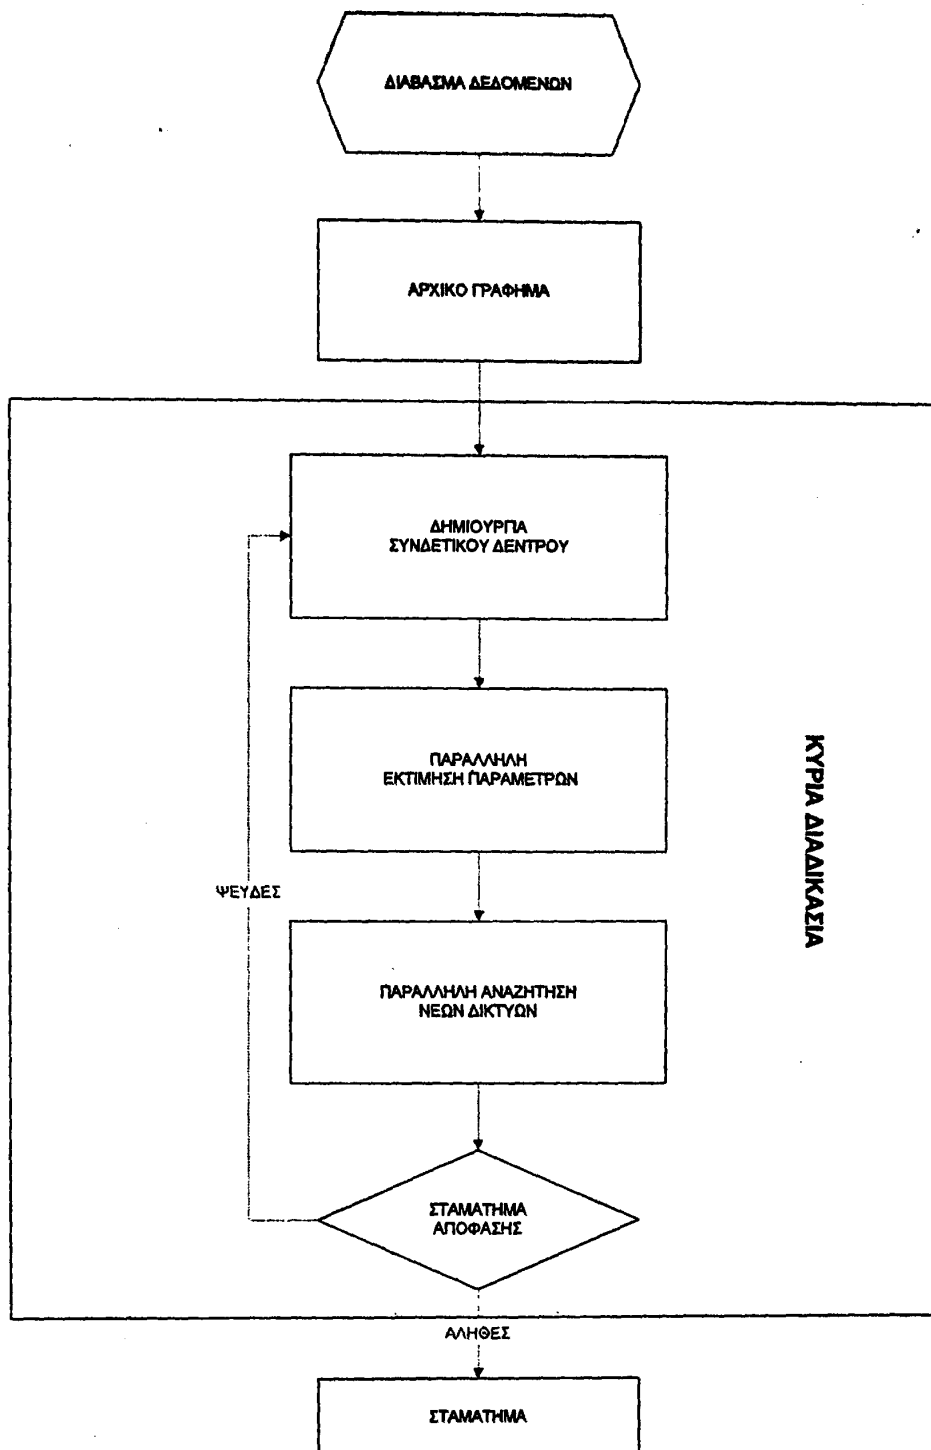 ΔΙΑΒΑΣΜΑ ΔΕΔΟΜΕΝΩΝ
ΑΡΧΙΚΟ ΓΡΑΦΗΜΑ
ΔΗΜΙΟΥΡΓΙΑ
ΣΥΝΔΕΤΙΚΟΥ ΔΕΝΤΡΟΥ
ΠΑΡΑΛΛΗΛΗ
ΕΚΤΙΜΗΣΗ ΠΑΡΑΜΕΤΡΩΝ
ΚΥΡΙΑ ΔΙΑΔΙΚΑΣΙΑ
ΨΕΥΔΕΣ
ΠΑΡΑΛΛΗΛΗ ΑΝΑΖΗΤΗΣΗ
ΝΕΩΝ ΔΙΚΤΥΩΝ
ΣΤΑΜΑΤΗΜΑ
ΑΠΟΦΑΣΗΣ
ΑΛΗΘΕΣ
ΣΤΑΜΑΤΗΜΑ